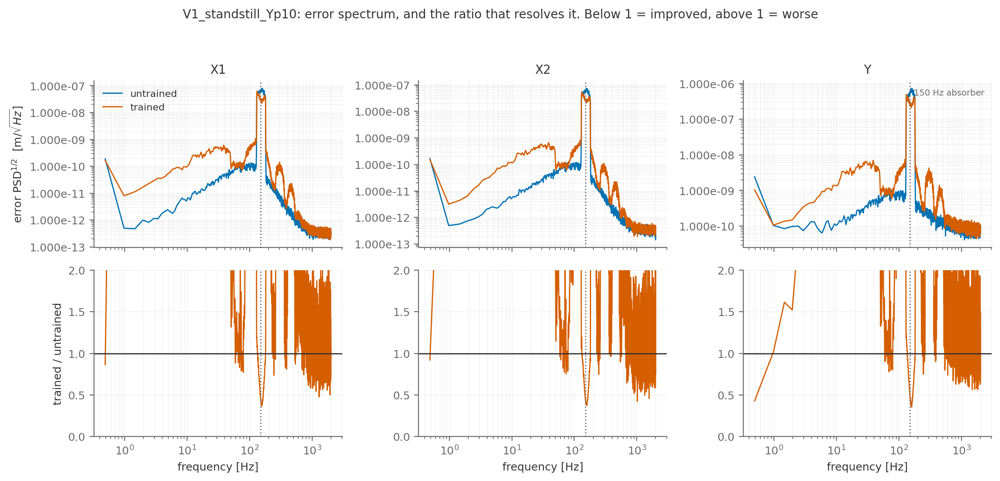 V1_standstill_Yp10: error spectrum, and the ratio that resolves it. Below 1 = improved, above 1 = worse
X1
X2
Y
error PSD^{1/2} [m/√Hz]
1.000e-07
1.000e-08
1.000e-09
1.000e-10
1.000e-11
1.000e-12
1.000e-13
untrained
trained
1.000e-07
1.000e-08
1.000e-09
1.000e-10
1.000e-11
1.000e-12
1.000e-13
1.000e-06
1.000e-07
1.000e-08
1.000e-09
1.000e-10
150 Hz absorber
trained / untrained
2.0
1.5
1.0
0.5
0.0
10^0 10^1 10^2 10^3
frequency [Hz]
2.0
1.5
1.0
0.5
0.0
10^0 10^1 10^2 10^3
frequency [Hz]
2.0
1.5
1.0
0.5
0.0
10^0 10^1 10^2 10^3
frequency [Hz]